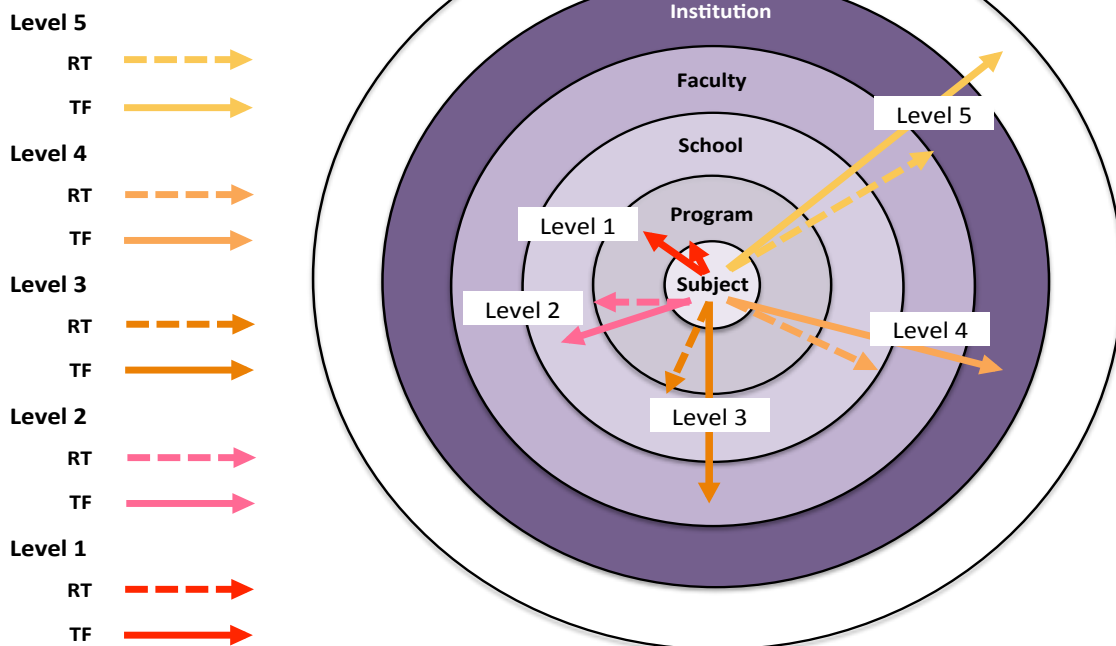 Level 5
RT
TF
Level 4
RT
TF
Level 3
RT
TF
Level 2
RT
TF
Level 1
RT
TF
Institution
Faculty
School
Program
Subject
Level 5
Level 1
Level 2
Level 4
Level 3